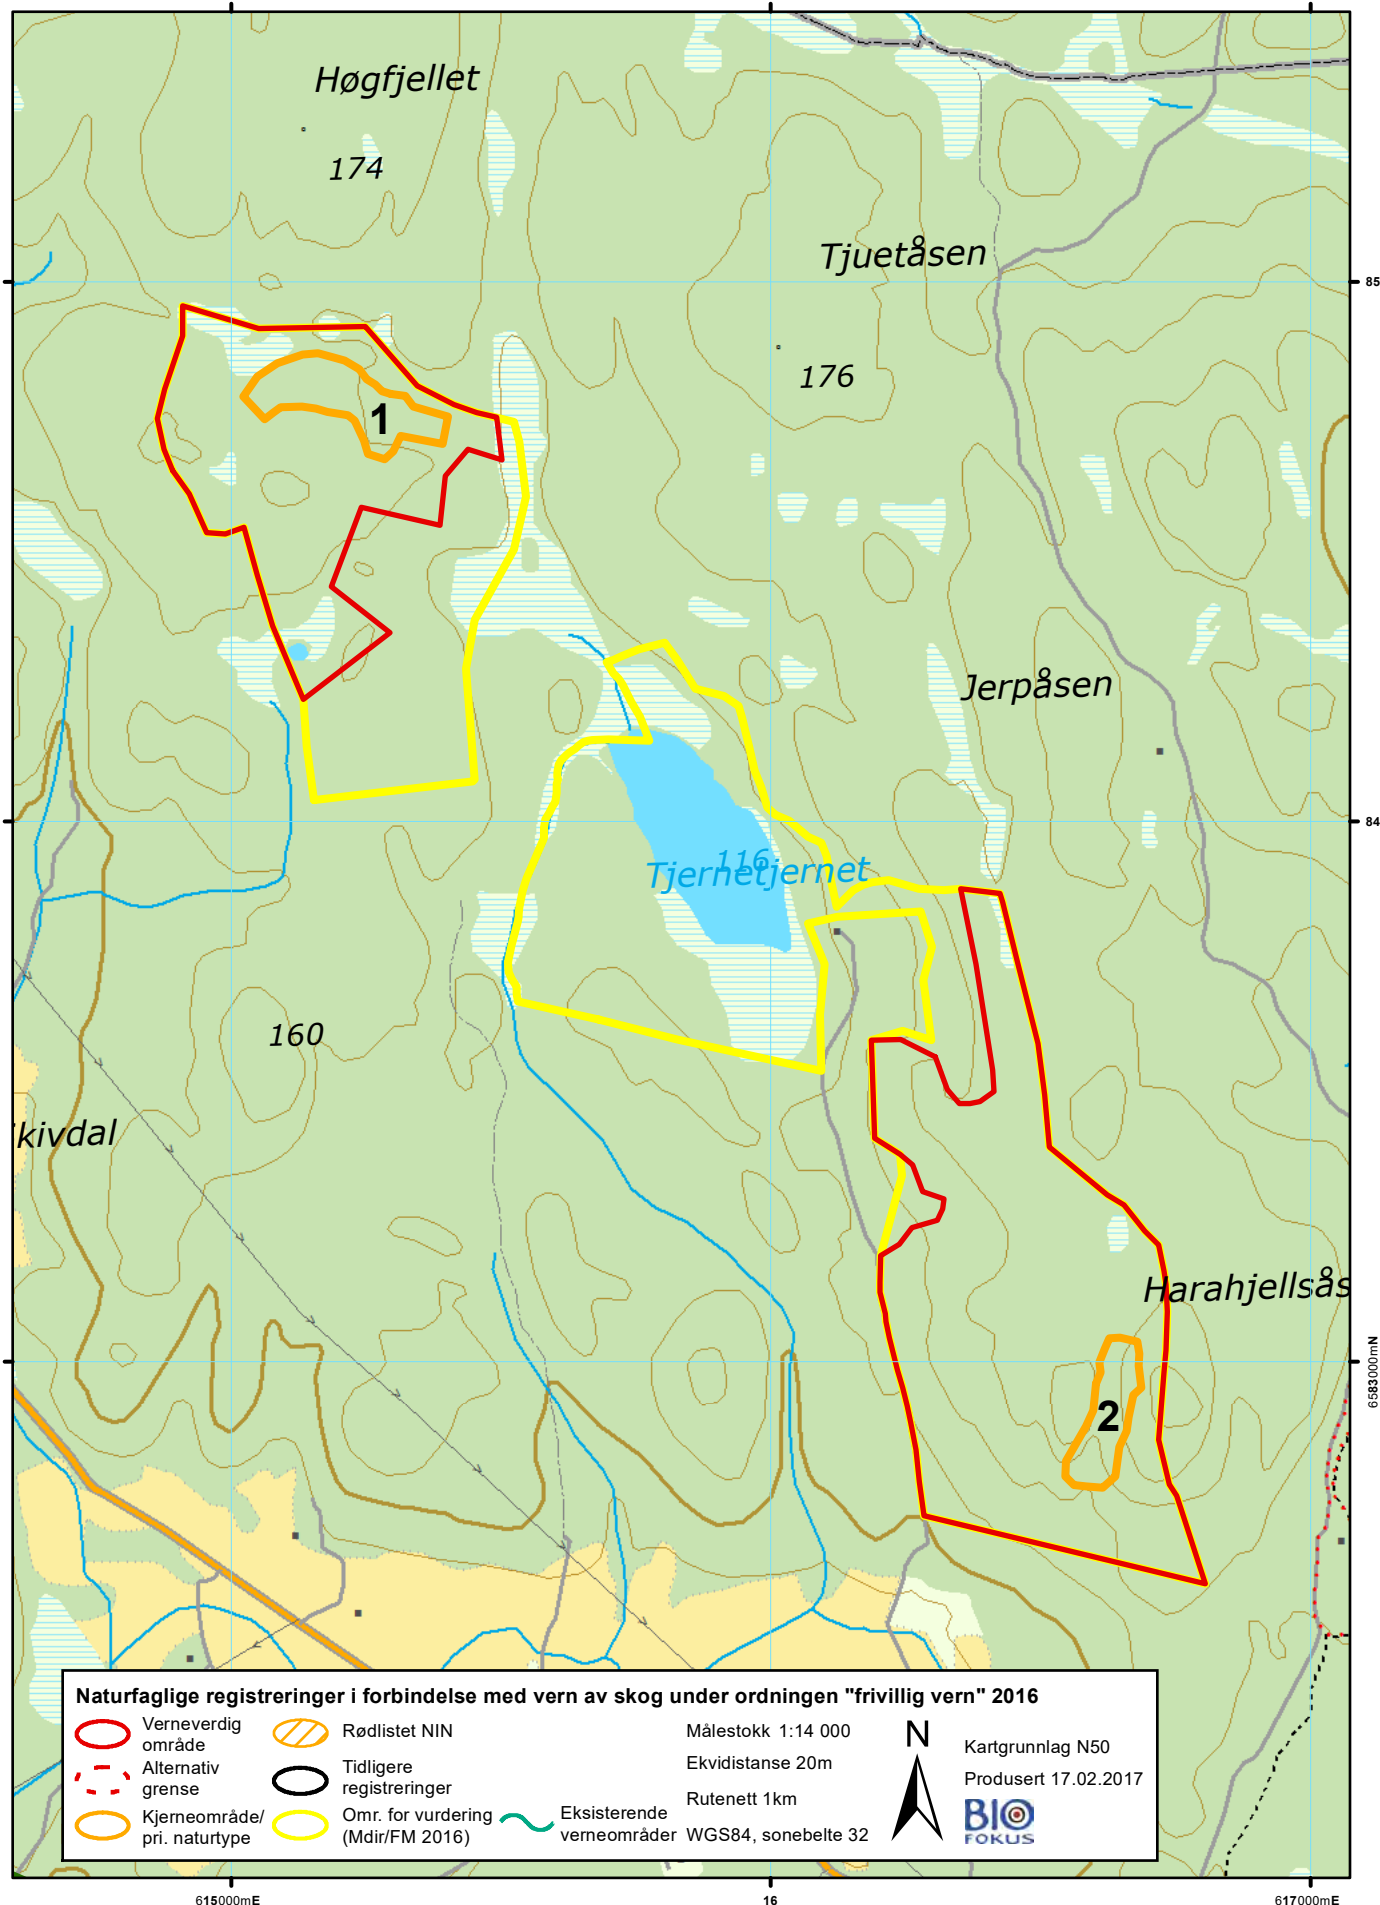 Høgfjellet
174
Tjuetåsen
85
176
1
Jerpåsen
84
116
Tjernetjernet
160
kivdal
Harahjellsås
6583000mN
2
Naturfaglige registreringer i forbindelse med vern av skog under ordningen "frivillig vern" 2016
Verneverdig
område
Alternativ
grense
Kjerneområde/
pri. naturtype
Rødlistet NIN
Tidligere
registreringer
Omr. for vurdering
(Mdir/FM 2016)
Eksisterende
verneområder
Målestokk 1:14 000
Ekvidistanse 20m
Rutenett 1km
WGS84, sonebelte 32
N
Kartgrunnlag N50
Produsert 17.02.2017
BIO
FOKUS
615000mE
16
617000mE